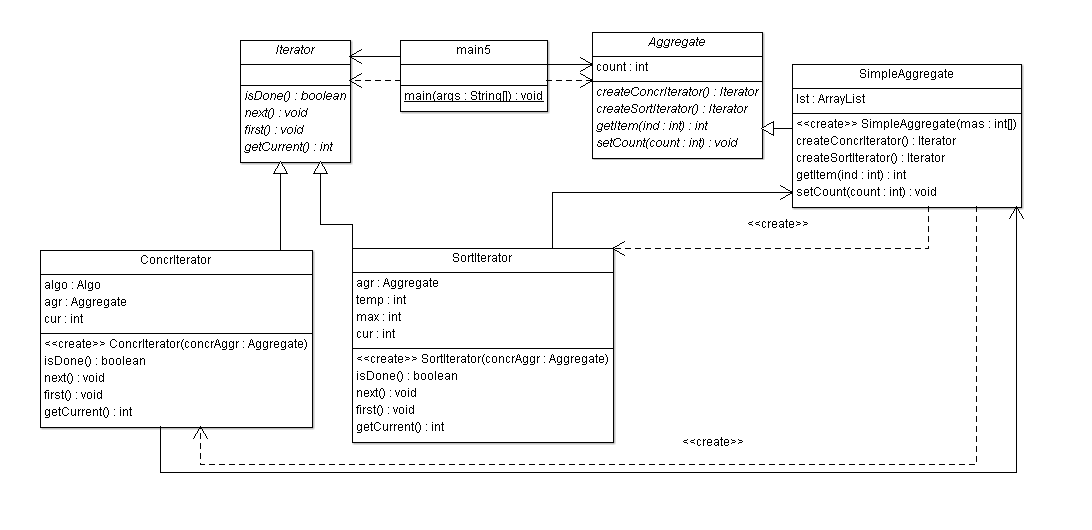 Iterator
isDone() : boolean
next() : void
first() : void
getCurrent() : int
main5
main(args : String[]) : void
Aggregate
count : int
createConcrIterator() : Iterator
createSortIterator() : Iterator
getItem(ind : int) : int
setCount(count : int) : void
SimpleAggregate
lst : ArrayList
<<create>> SimpleAggregate(mas : int[])
createConcrIterator() : Iterator
createSortIterator() : Iterator
getItem(ind : int) : int
setCount(count : int) : void
<<create>>
ConcrIterator
algo : Algo
agr : Aggregate
cur : int
<<create>> ConcrIterator(concrAggr : Aggregate)
isDone() : boolean
next() : void
first() : void
getCurrent() : int
SortIterator
agr : Aggregate
temp : int
max : int
cur : int
<<create>> SortIterator(concrAggr : Aggregate)
isDone() : boolean
next() : void
first() : void
getCurrent() : int
<<create>>